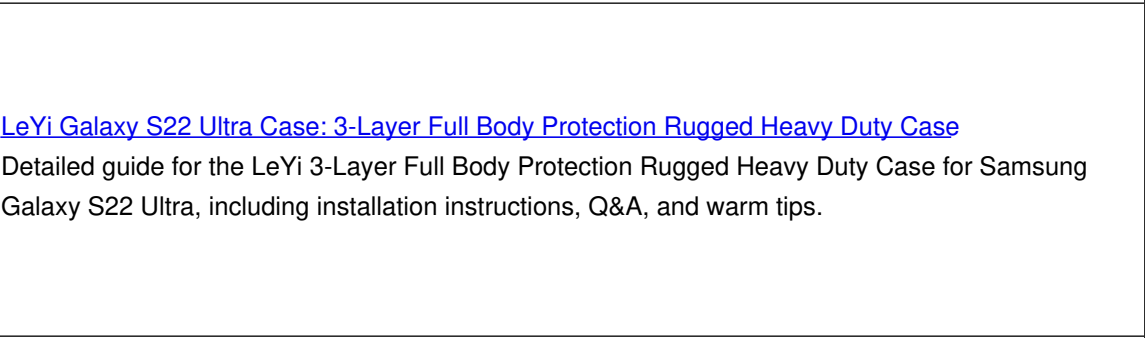 LeYi Galaxy S22 Ultra Case: 3-Layer Full Body Protection Rugged Heavy Duty Case
Detailed guide for the LeYi 3-Layer Full Body Protection Rugged Heavy Duty Case for Samsung
Galaxy S22 Ultra, including installation instructions, Q&A, and warm tips.